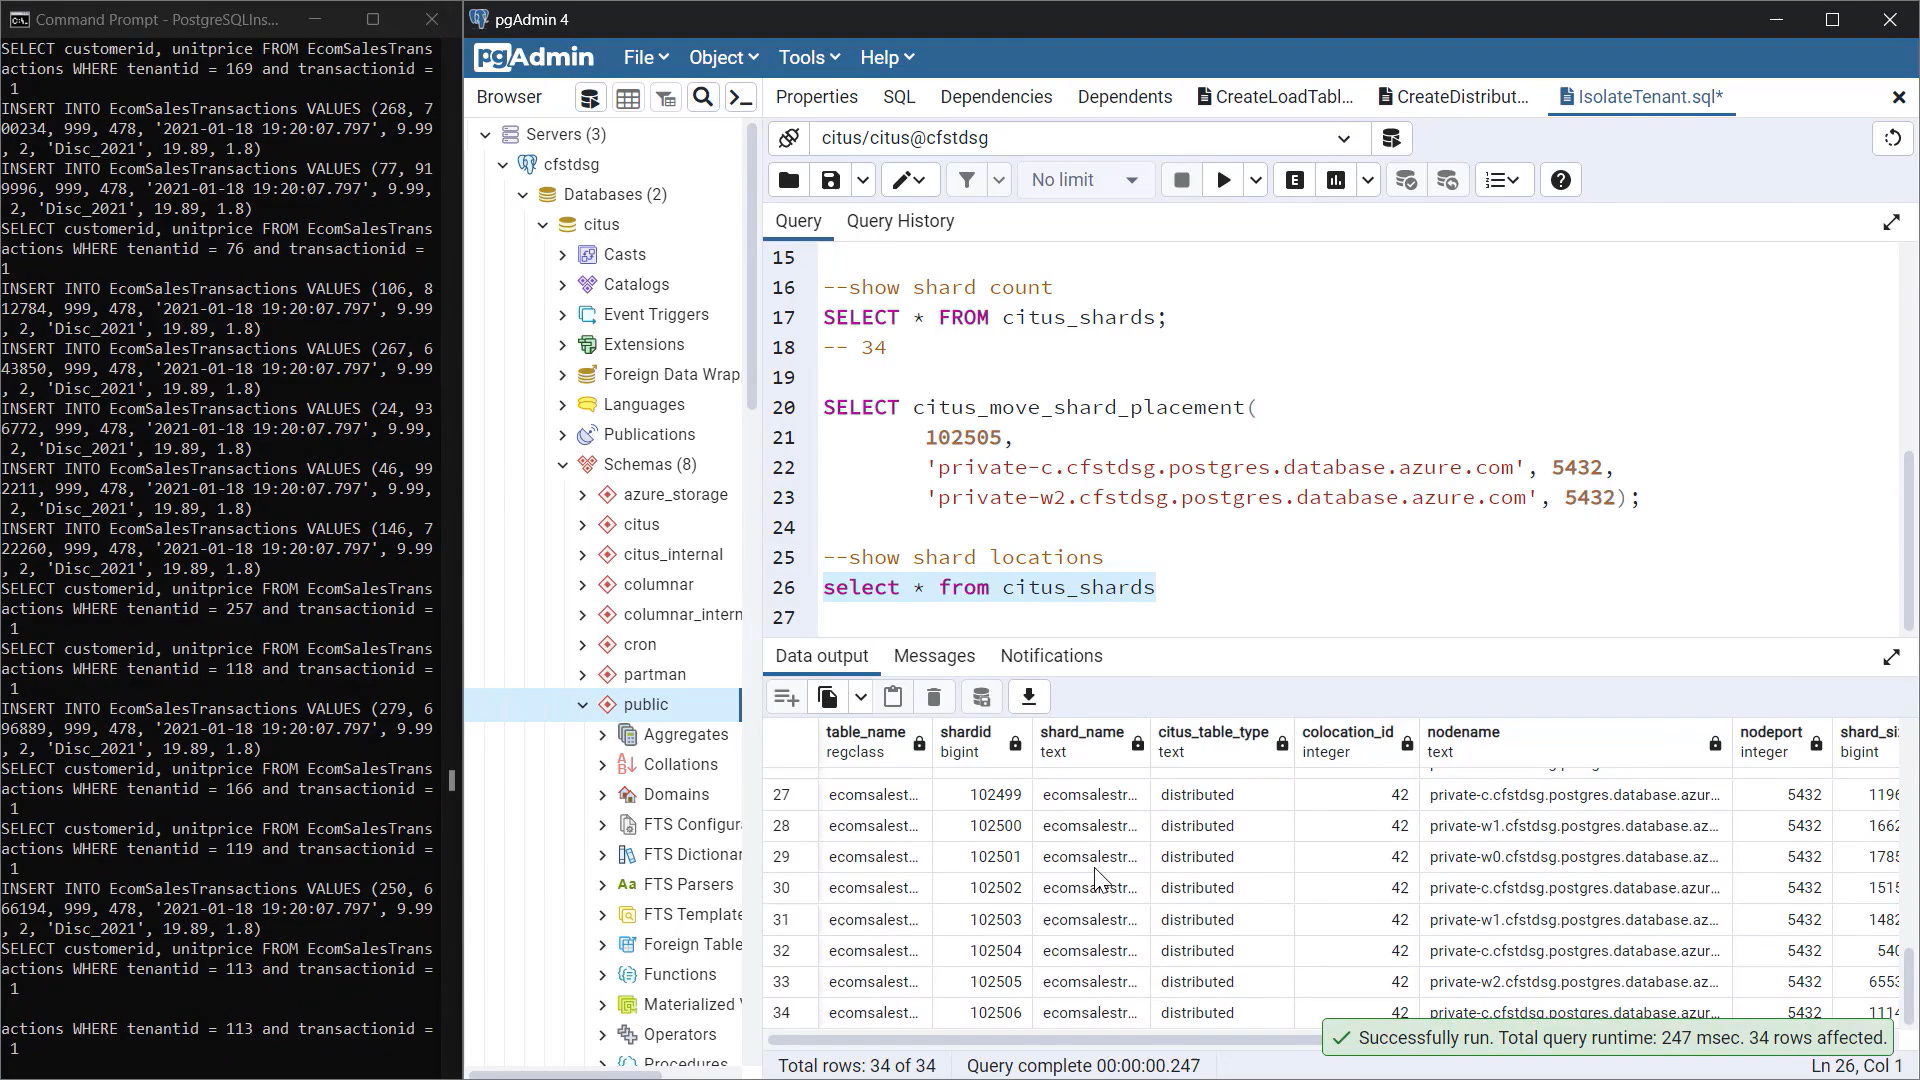 Command Prompt - PostgreSQLIns...
SELECT customerid, unitprice FROM EcomSalesTrans
actions WHERE tenantid = 169 and transactionid =
1
INSERT INTO EcomSalesTransactions VALUES (268, 7
00234, 999, 478, '2021-01-18 19:20:07.797', 9.99
, 2, 'Disc_2021', 19.89, 1.8)
INSERT INTO EcomSalesTransactions VALUES (77, 91
9996, 999, 478, '2021-01-18 19:20:07.797', 9.99,
2, 'Disc_2021', 19.89, 1.8)
SELECT customerid, unitprice FROM EcomSalesTrans
actions WHERE tenantid = 76 and transactionid =
1
INSERT INTO EcomSalesTransactions VALUES (106, 8
12784, 999, 478, '2021-01-18 19:20:07.797', 9.99
, 2, 'Disc_2021', 19.89, 1.8)
INSERT INTO EcomSalesTransactions VALUES (267, 6
43850, 999, 478, '2021-01-18 19:20:07.797', 9.99
, 2, 'Disc_2021', 19.89, 1.8)
INSERT INTO EcomSalesTransactions VALUES (24, 93
6772, 999, 478, '2021-01-18 19:20:07.797', 9.99,
2, 'Disc_2021', 19.89, 1.8)
INSERT INTO EcomSalesTransactions VALUES (46, 99
2211, 999, 478, '2021-01-18 19:20:07.797', 9.99,
2, 'Disc_2021', 19.89, 1.8)
INSERT INTO EcomSalesTransactions VALUES (146, 7
22260, 999, 478, '2021-01-18 19:20:07.797', 9.99
, 2, 'Disc_2021', 19.89, 1.8)
SELECT customerid, unitprice FROM EcomSalesTrans
actions WHERE tenantid = 257 and transactionid =
1
SELECT customerid, unitprice FROM EcomSalesTrans
actions WHERE tenantid = 118 and transactionid =
1
INSERT INTO EcomSalesTransactions VALUES (279, 6
96889, 999, 478, '2021-01-18 19:20:07.797', 9.99
, 2, 'Disc_2021', 19.89, 1.8)
SELECT customerid, unitprice FROM EcomSalesTrans
actions WHERE tenantid = 166 and transactionid =
1
SELECT customerid, unitprice FROM EcomSalesTrans
actions WHERE tenantid = 119 and transactionid =
1
INSERT INTO EcomSalesTransactions VALUES (250, 6
66194, 999, 478, '2021-01-18 19:20:07.797', 9.99
, 2, 'Disc_2021', 19.89, 1.8)
SELECT customerid, unitprice FROM EcomSalesTrans
actions WHERE tenantid = 113 and transactionid =
1
actions WHERE tenantid = 113 and transactionid =
1
pgAdmin 4
pgAdmin File Object Tools Help
Browser
Servers (3)
cfstdsg
Databases (2)
citus
Casts
Catalogs
Event Triggers
Extensions
Foreign Data Wrap
Languages
Publications
Schemas (8)
azure_storage
citus
citus_internal
columnar
columnar_intern
cron
partman
public
Aggregates
Collations
Domains
FTS Configura
FTS Dictionar
FTS Parsers
FTS Template
Foreign Table
Functions
Materialized V
Operators
Procedures
Properties SQL Dependencies Dependents CreateLoadTabl... CreateDistribut... IsolateTenant.sql*
citus/citus@cfstdsg
No limit E
Query Query History
15
16 --show shard count
17 SELECT * FROM citus_shards;
18 -- 34
19
20 SELECT citus_move_shard_placement(
21 102505,
22 'private-c.cfstdsg.postgres.database.azure.com', 5432,
23 'private-w2.cfstdsg.postgres.database.azure.com', 5432);
24
25 --show shard locations
26 select * from citus_shards
27
Data output Messages Notifications
table_name shardid shard_name citus_table_type colocation_id nodename nodeport shard_si
regclass bigint text text integer text integer bigint
27 ecomsalest... 102499 ecomsalestr... distributed 42 private-c.cfstdsg.postgres.database.azur... 5432 1196
28 ecomsalest... 102500 ecomsalestr... distributed 42 private-w1.cfstdsg.postgres.database.az... 5432 1662
29 ecomsalest... 102501 ecomsalestr... distributed 42 private-w0.cfstdsg.postgres.database.az... 5432 1785
30 ecomsalest... 102502 ecomsalestr... distributed 42 private-c.cfstdsg.postgres.database.azur... 5432 1515
31 ecomsalest... 102503 ecomsalestr... distributed 42 private-w1.cfstdsg.postgres.database.az... 5432 1482
32 ecomsalest... 102504 ecomsalestr... distributed 42 private-c.cfstdsg.postgres.database.azur... 5432 540
33 ecomsalest... 102505 ecomsalestr... distributed 42 private-w2.cfstdsg.postgres.database.az... 5432 6553
34 ecomsalest... 102506 ecomsalestr... distributed 42 private-c.cfstdsg.postgres.database.azur... 5432 1114
Successfully run. Total query runtime: 247 msec. 34 rows affected.
Total rows: 34 of 34 Query complete 00:00:00.247 Ln 26, Col 1